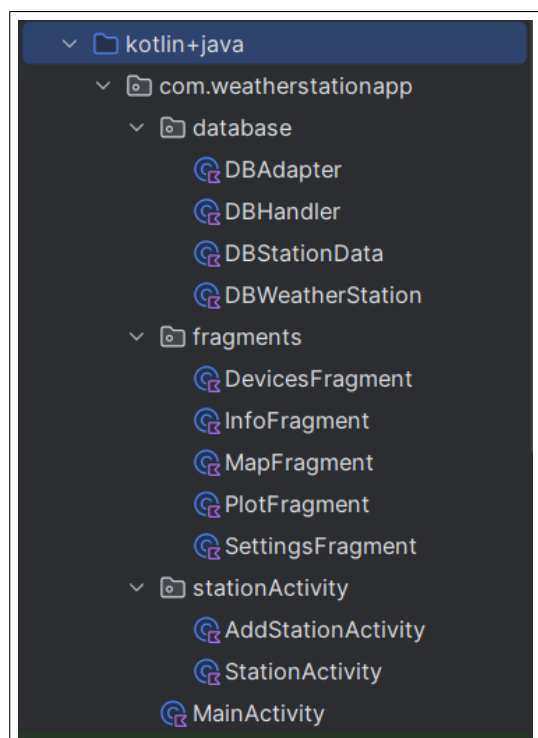 kotlin+java
com.weatherstationapp
database
DBAdapter
DBHandler
DBStationData
DBWeatherStation
fragments
DevicesFragment
InfoFragment
MapFragment
PlotFragment
SettingsFragment
stationActivity
AddStationActivity
StationActivity
MainActivity